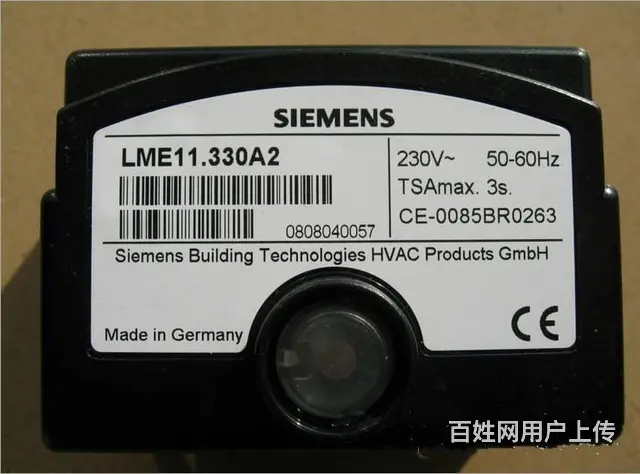 SIEMENS
LME11.330A2
230V~ 50-60Hz
TSAmax. 3s.
0808040057
CE-0085BR0263
Siemens Building Technologies HVAC Products GmbH
Made in Germany
CE
百姓网用户上传